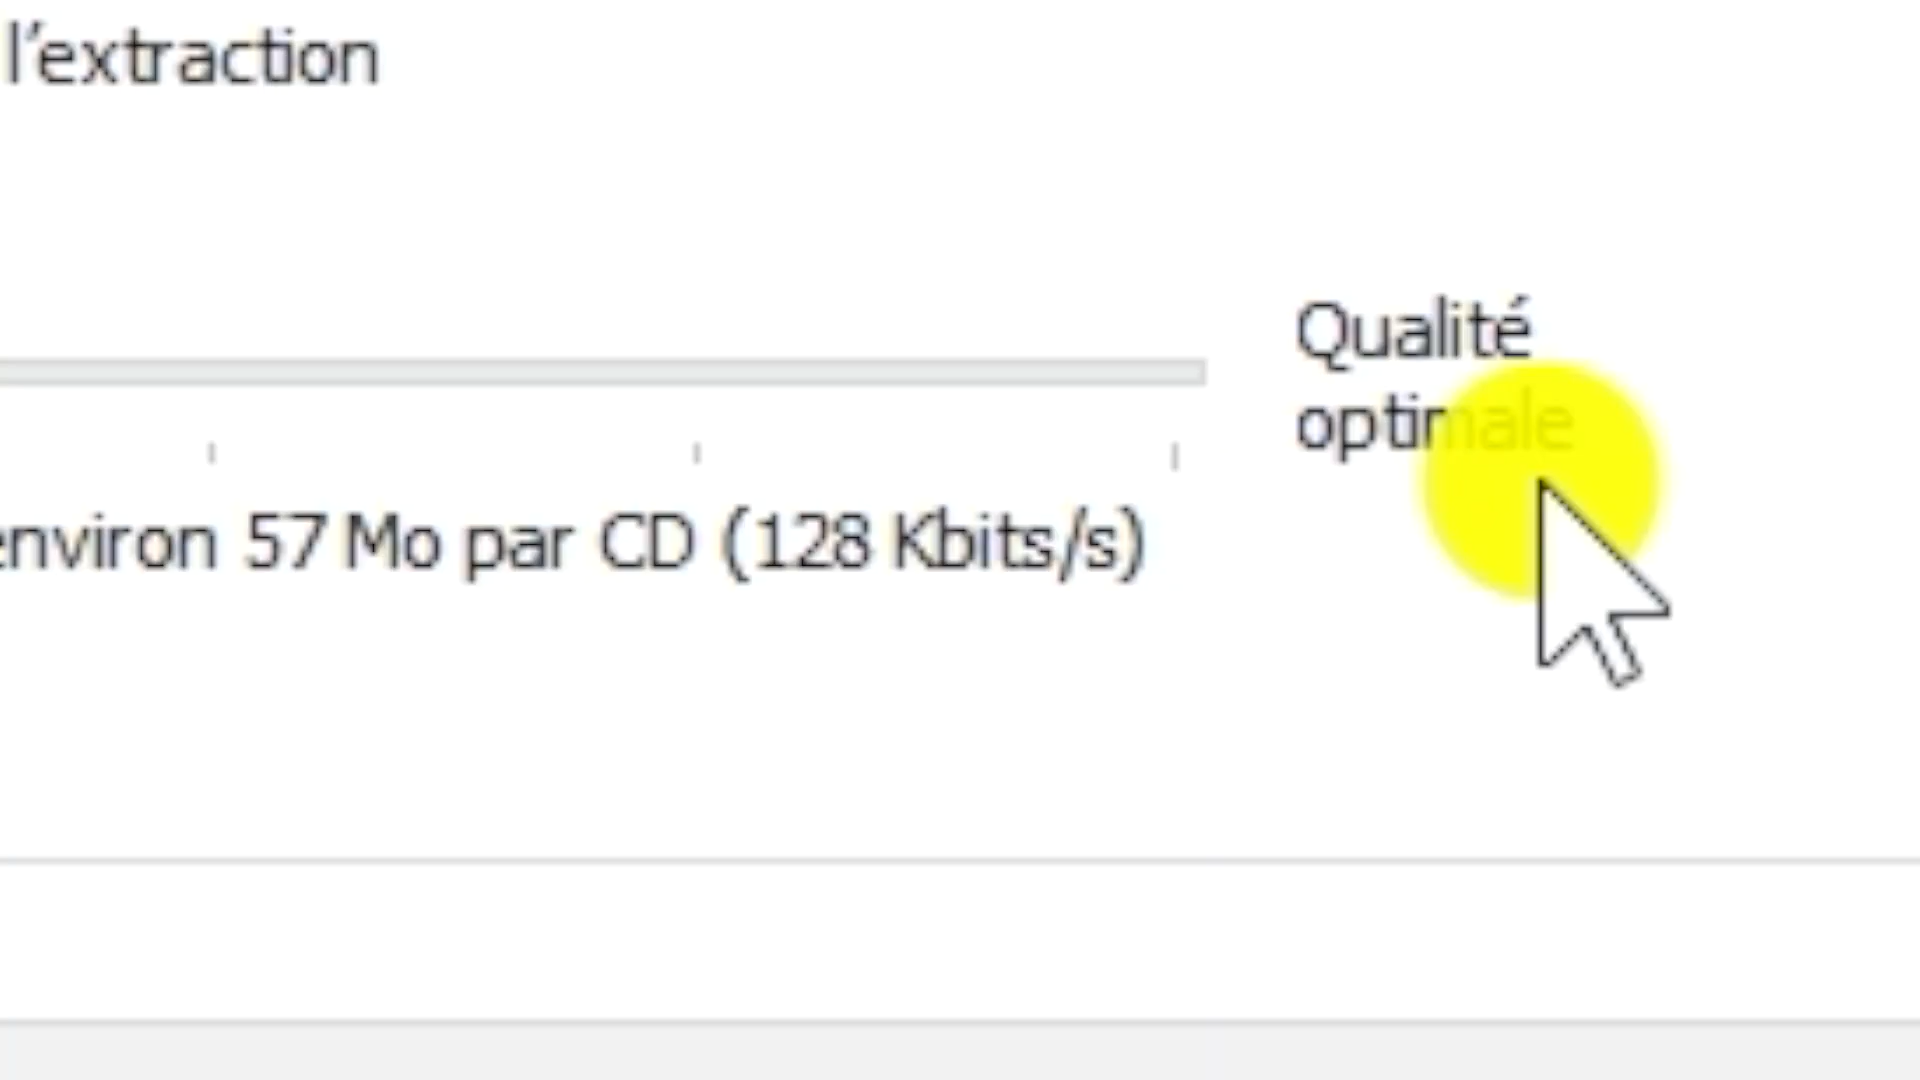 l'extraction
Qualité
optimale
environ 57 Mo par CD (128 Kbits/s)